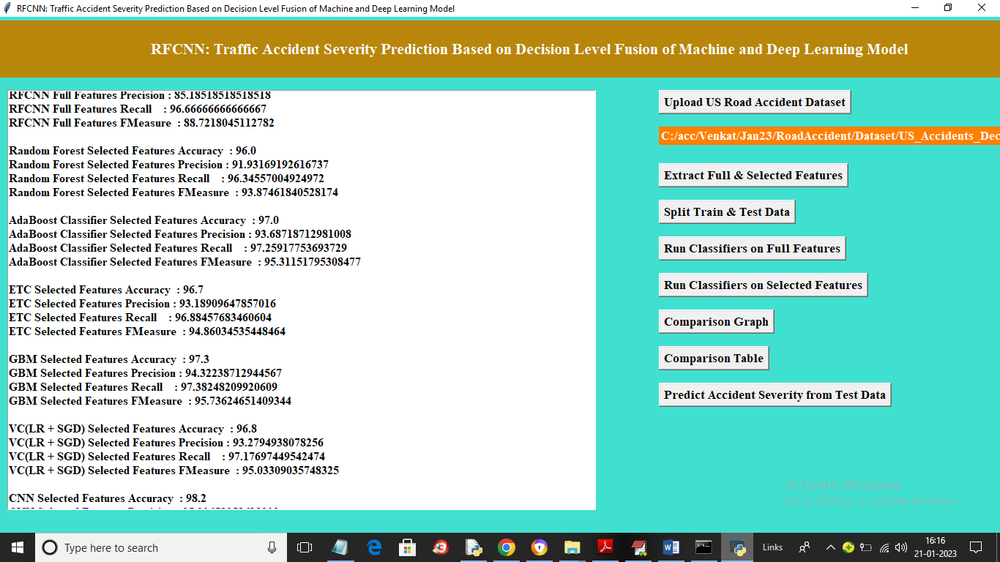 RFCNN: Traffic Accident Severity Prediction Based on Decision Level Fusion of Machine and Deep Learning Model
RFCNN: Traffic Accident Severity Prediction Based on Decision Level Fusion of Machine and Deep Learning Model
RFCNN Full Features Precision : 85.18518518518518
RFCNN Full Features Recall : 96.66666666666667
RFCNN Full Features FMeasure : 88.7218045112782
Random Forest Selected Features Accuracy : 96.0
Random Forest Selected Features Precision : 91.93169192616737
Random Forest Selected Features Recall : 96.34557004924972
Random Forest Selected Features FMeasure : 93.87461840528174
AdaBoost Classifier Selected Features Accuracy : 97.0
AdaBoost Classifier Selected Features Precision : 93.68718712981008
AdaBoost Classifier Selected Features Recall : 97.25917753693729
AdaBoost Classifier Selected Features FMeasure : 95.31151795308477
ETC Selected Features Accuracy : 96.7
ETC Selected Features Precision : 93.18909647857016
ETC Selected Features Recall : 96.88457683460604
ETC Selected Features FMeasure : 94.86034535448464
GBM Selected Features Accuracy : 97.3
GBM Selected Features Precision : 94.32238712944567
GBM Selected Features Recall : 97.38248209920609
GBM Selected Features FMeasure : 95.73624651409344
VC(LR + SGD) Selected Features Accuracy : 96.8
VC(LR + SGD) Selected Features Precision : 93.2794938078256
VC(LR + SGD) Selected Features Recall : 97.17697449542474
VC(LR + SGD) Selected Features FMeasure : 95.03309035748325
CNN Selected Features Accuracy : 98.2
Upload US Road Accident Dataset
C:/acc/Venkat/Jan23/RoadAccident/Dataset/US_Accidents_Dec
Extract Full & Selected Features
Split Train & Test Data
Run Classifiers on Full Features
Run Classifiers on Selected Features
Comparison Graph
Comparison Table
Predict Accident Severity from Test Data
Activate Windows
Go to Settings to activate Windows.
Type here to search
Links
16:16
21-01-2023